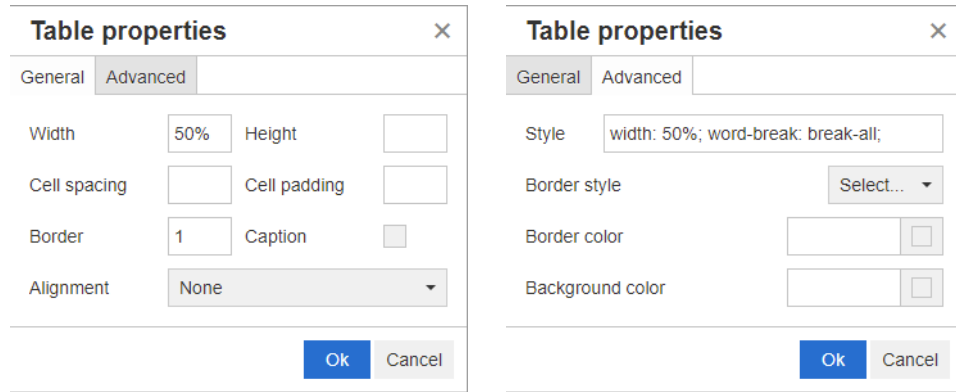 Table properties ×
General Advanced
Width 50% Height
Cell spacing Cell padding
Border 1 Caption
Alignment None
Ok Cancel
Table properties ×
General Advanced
Style width: 50%; word-break: break-all;
Border style Select...
Border color
Background color
Ok Cancel